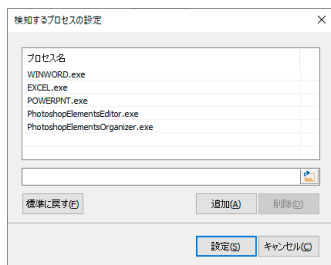 検知するプロセスの設定
プロセス名
WINWORD.exe
EXCEL.exe
POWERPNT.exe
PhotoshopElementsEditor.exe
PhotoshopElementsOrganizer.exe
標準に戻す(F) 追加(A) 削除(D)
設定(S) キャンセル(C)